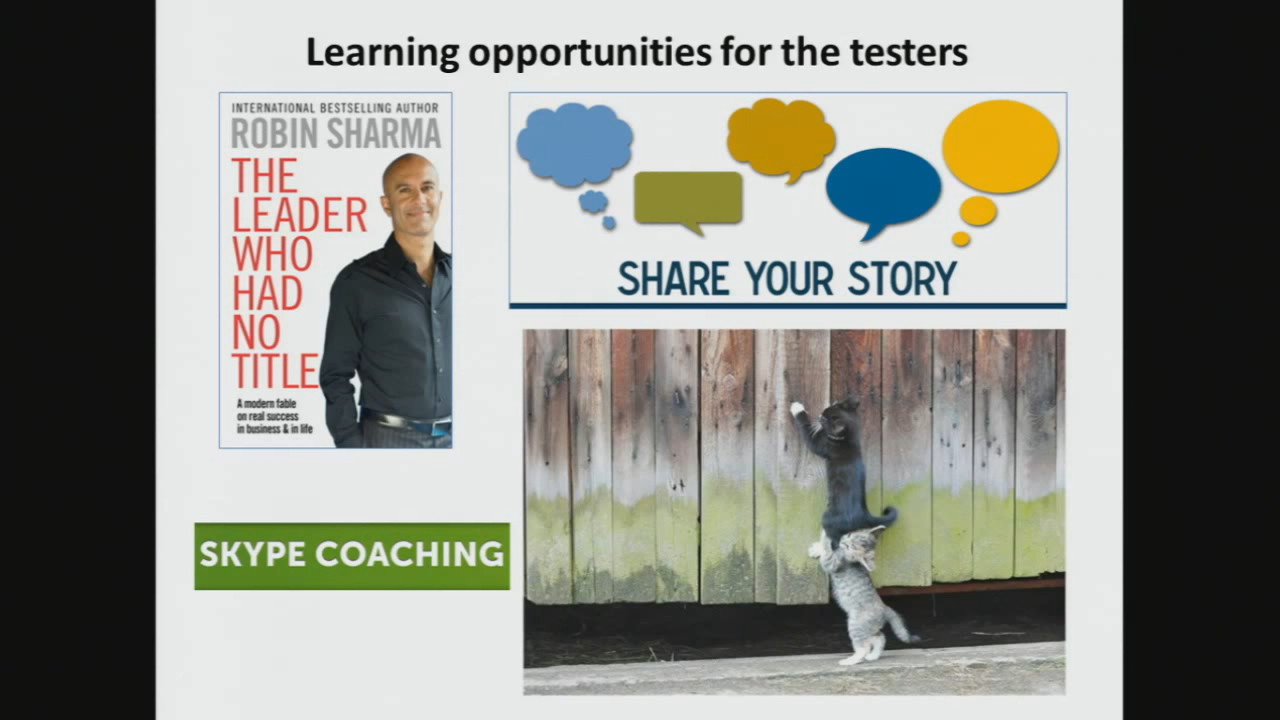 Learning opportunities for the testers
INTERNATIONAL BESTSELLING AUTHOR
ROBIN SHARMA
THE
LEADER
WHO
HAD
NO
TITLE
A modern fable
on real success
in business & in life
SHARE YOUR STORY
SKYPE COACHING